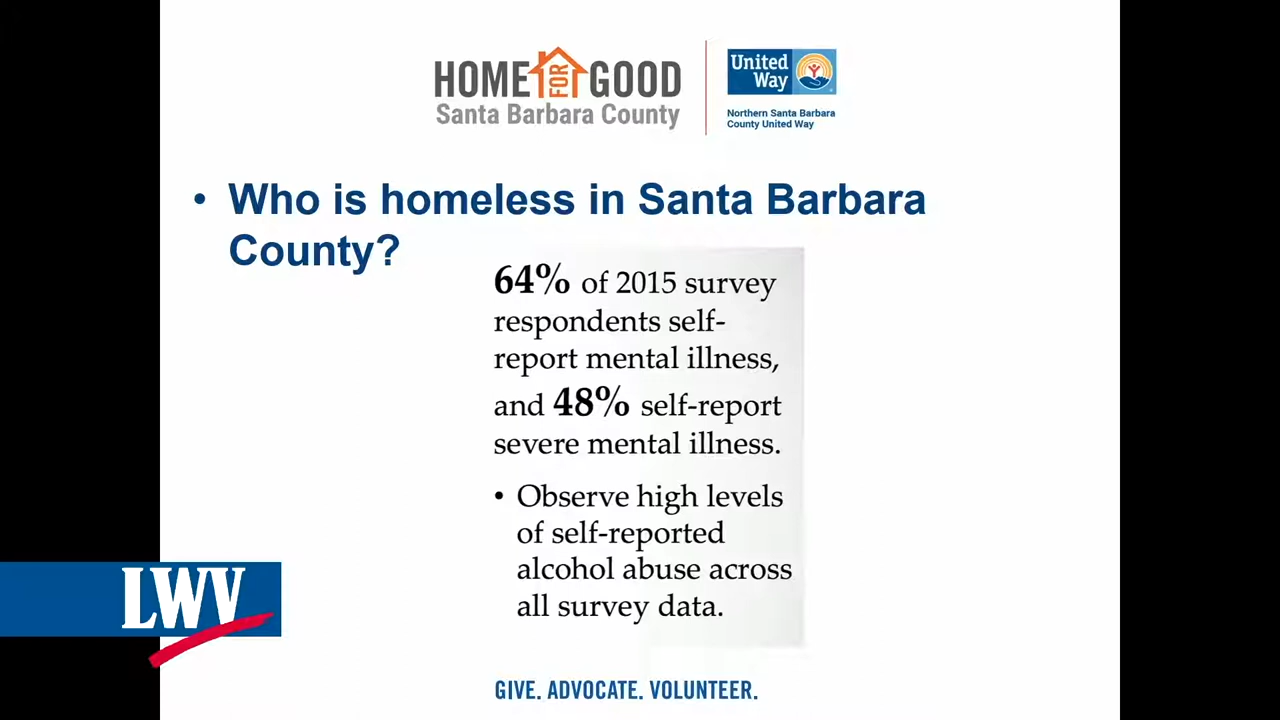 HOME FOR GOOD
Santa Barbara County
United
Way
Northern Santa Barbara
County United Way
• Who is homeless in Santa Barbara
County?
64% of 2015 survey
respondents self-
report mental illness,
and 48% self-report
severe mental illness.
• Observe high levels
of self-reported
alcohol abuse across
all survey data.
LWV
GIVE. ADVOCATE. VOLUNTEER.